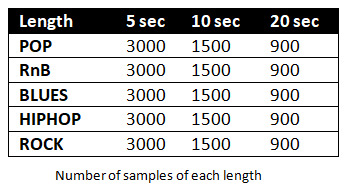 Length 5 sec 10 sec 20 sec
POP 3000 1500 900
RnB 3000 1500 900
BLUES 3000 1500 900
HIPHOP 3000 1500 900
ROCK 3000 1500 900
Number of samples of each length